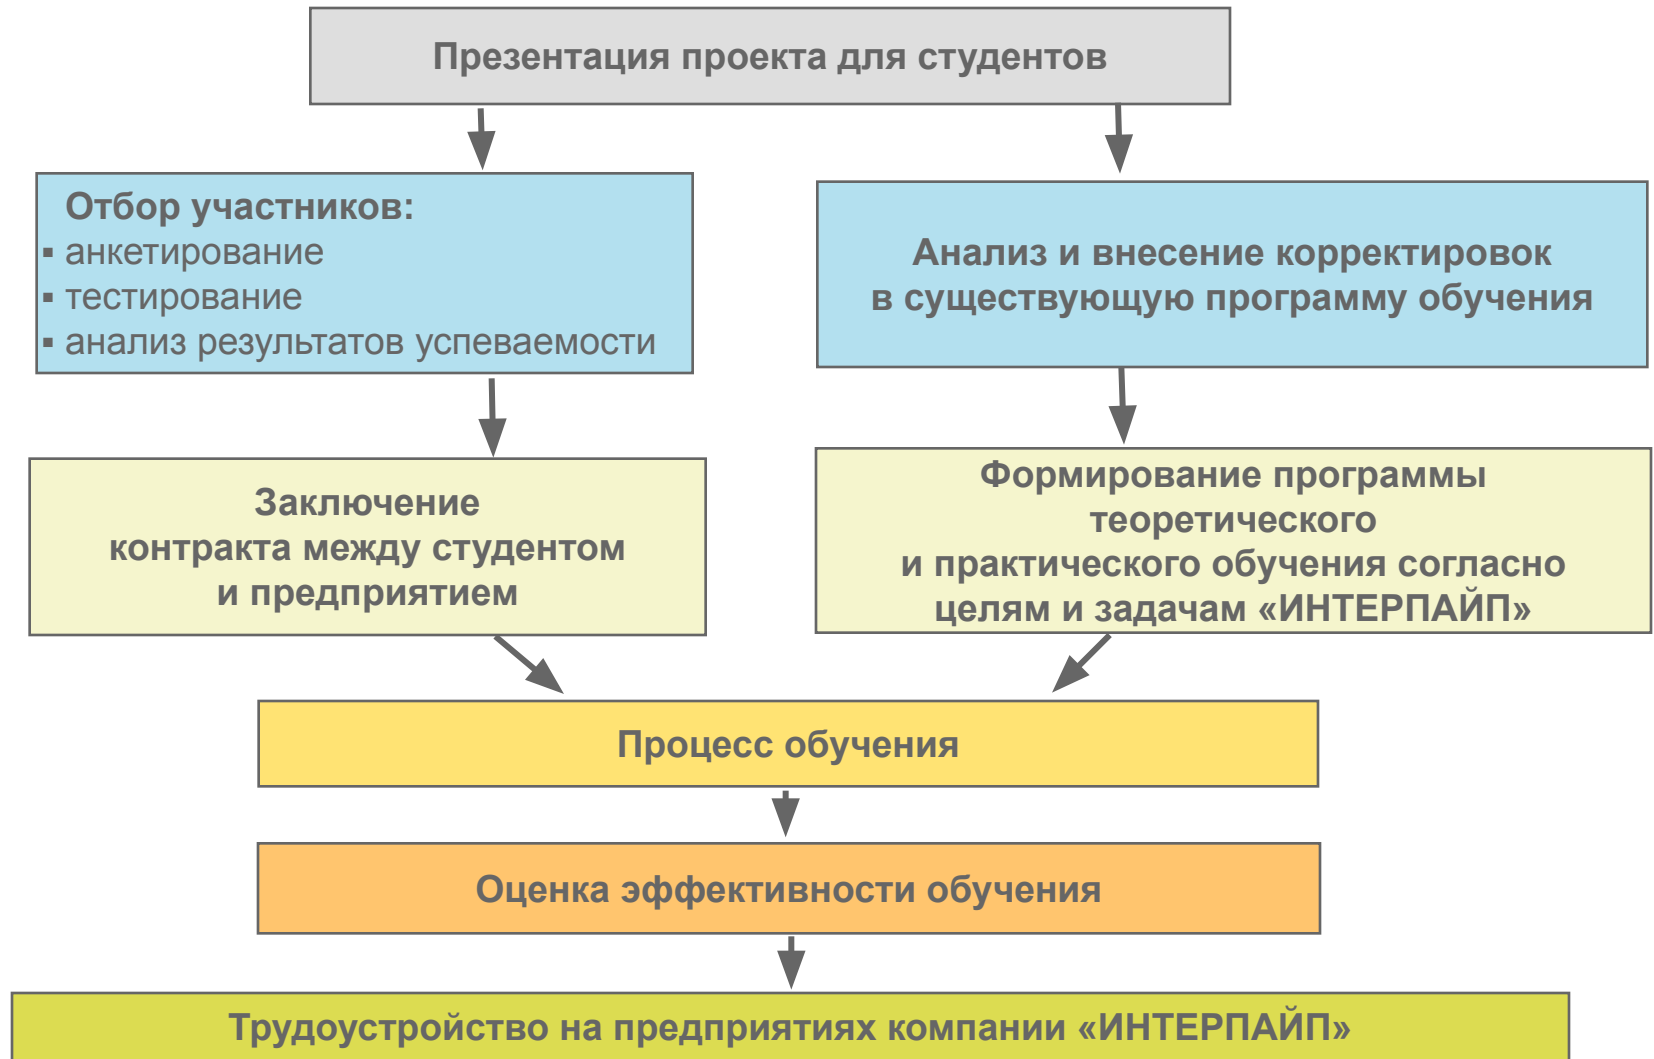 Презентация проекта для студентов
Отбор участников:
▪ анкетирование
▪ тестирование
▪ анализ результатов успеваемости
Анализ и внесение корректировок
в существующую программу обучения
Заключение
контракта между студентом
и предприятием
Формирование программы
теоретического
и практического обучения согласно
целям и задачам «ИНТЕРПАЙП»
Процесс обучения
Оценка эффективности обучения
Трудоустройство на предприятиях компании «ИНТЕРПАЙП»